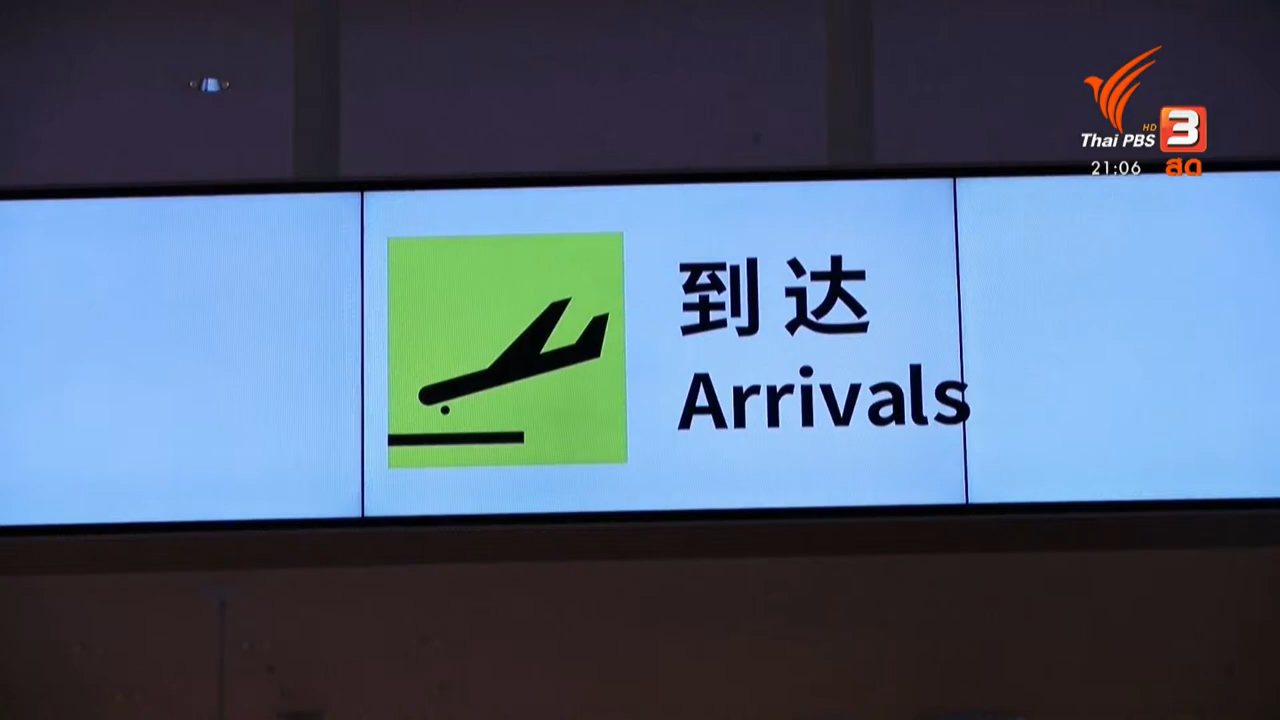 HD
Thai PBS 3
21:06 สด
到达
Arrivals